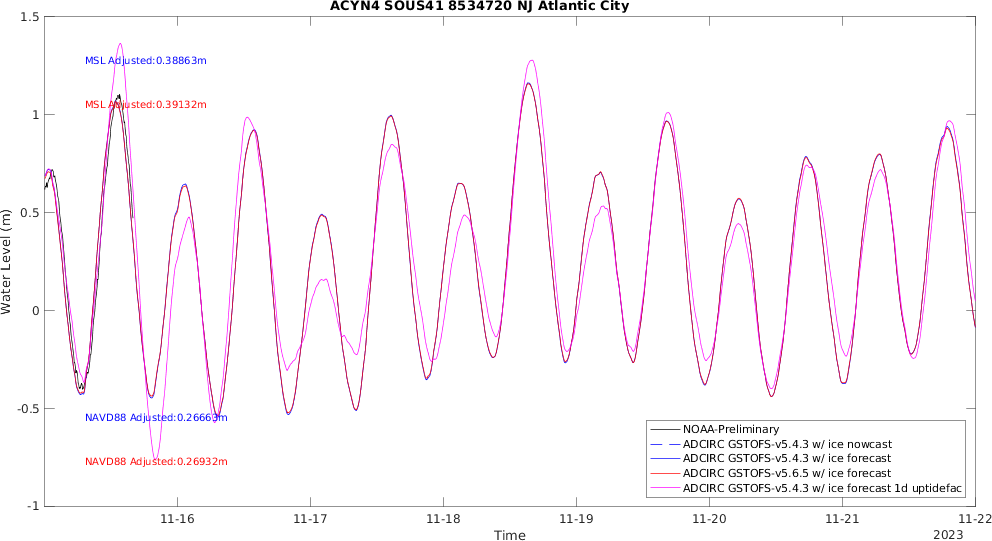 ACYN4 SOUS41 8534720 NJ Atlantic City
1.5
MSL Adjusted:0.38863m
1
MSL Adjusted:0.39132m
0.5
Water Level (m)
0
-0.5
NAVD88 Adjusted:0.26663m
NAVD88 Adjusted:0.26932m
-1
NOAA-Preliminary
ADCIRC GSTOFS-v5.4.3 w/ ice nowcast
ADCIRC GSTOFS-v5.4.3 w/ ice forecast
ADCIRC GSTOFS-v5.6.5 w/ ice forecast
ADCIRC GSTOFS-v5.4.3 w/ ice forecast 1d uptidefac
11-16 11-17 11-18 11-19 11-20 11-21 11-22
Time
2023